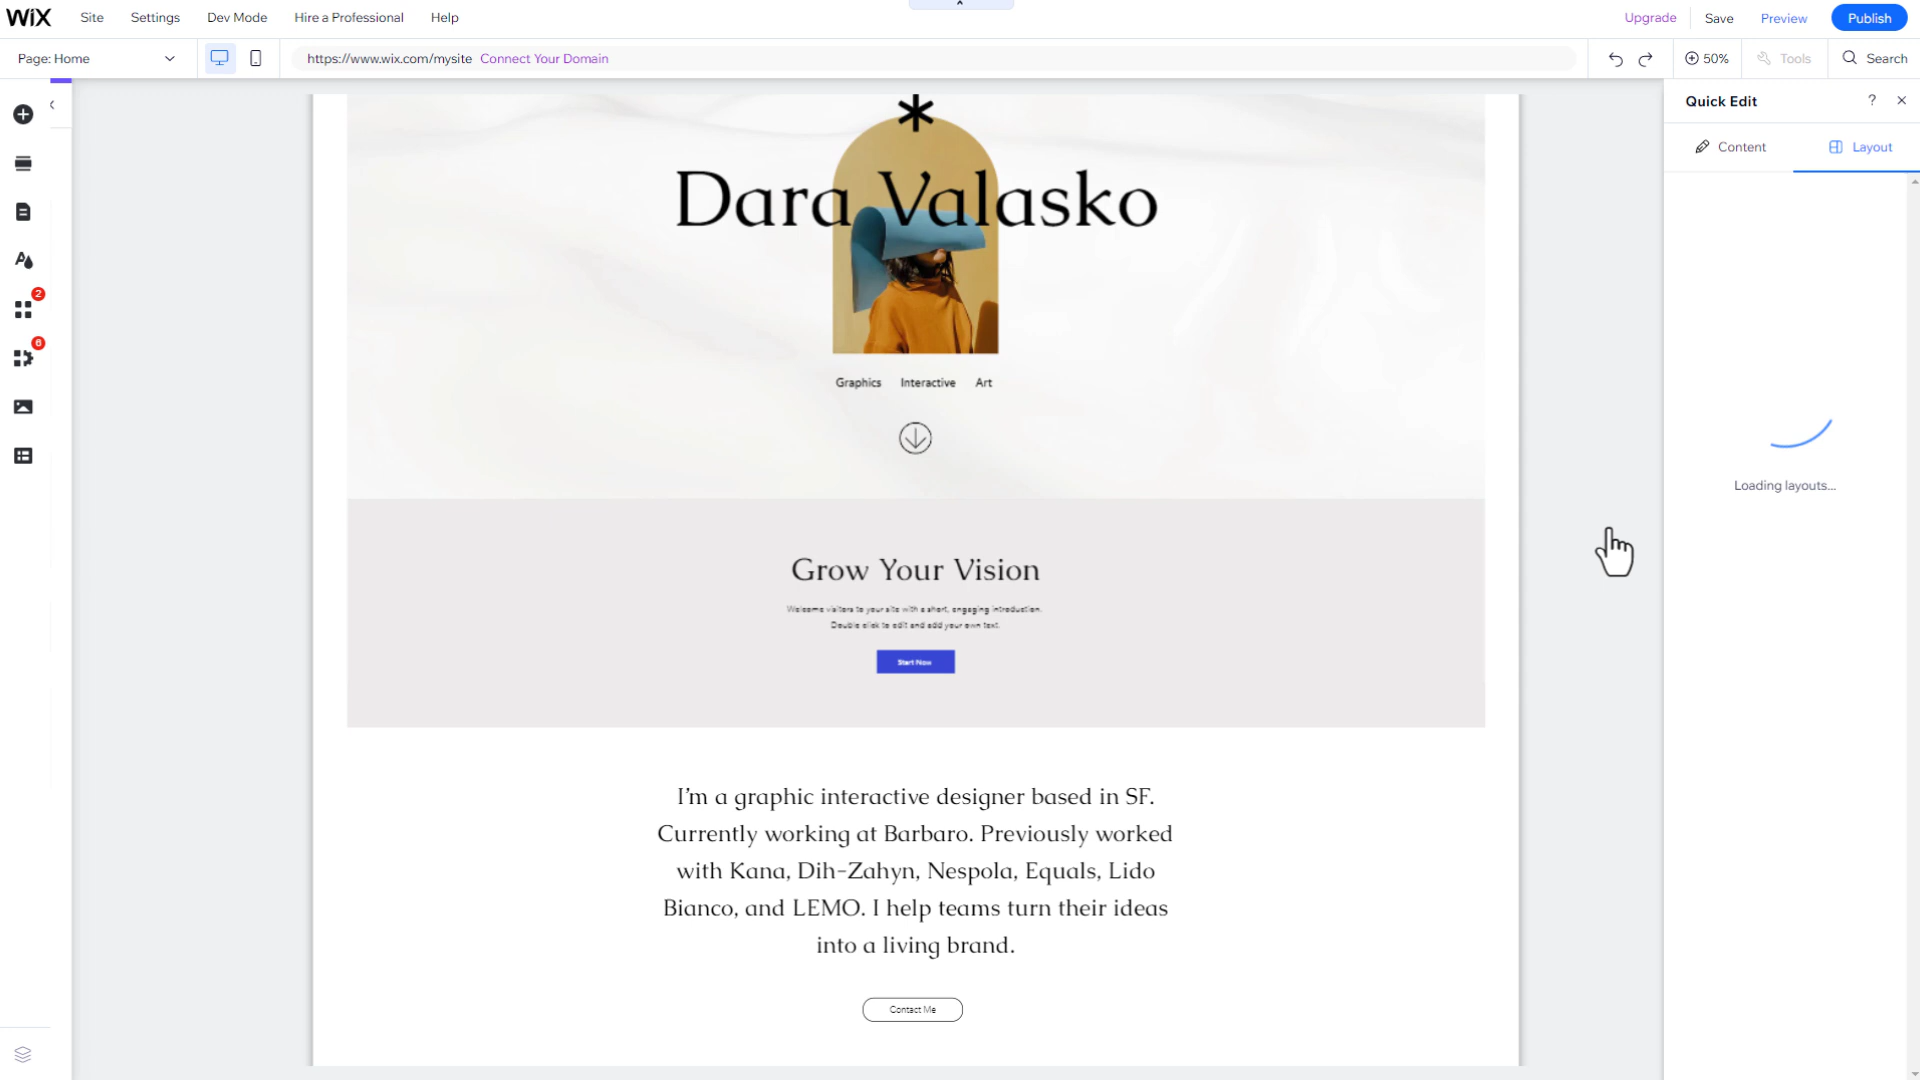 WiX Site Settings Dev Mode Hire a Professional Help Upgrade Save Preview Publish
Page: Home https://www.wix.com/mysite Connect Your Domain 50% Tools Search
Quick Edit ?
Content Layout
2
6
*
Dara Valasko
Graphics Interactive Art
Loading layouts...
Grow Your Vision
Welcome visitors to your site with a short, engaging introduction.
Double click to edit and add your own text.
Start Now
I'm a graphic interactive designer based in SF.
Currently working at Barbaro. Previously worked
with Kana, Dih-Zahyn, Nespola, Equals, Lido
Bianco, and LEMO. I help teams turn their ideas
into a living brand.
Contact Me